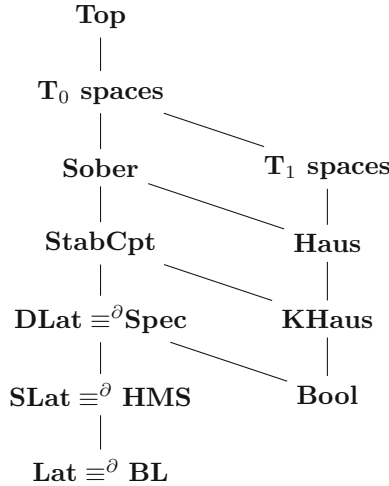 Top
T₀ spaces
Sober
T₁ spaces
StabCpt
Haus
DLat ≡∂Spec
KHaus
SLat ≡∂ HMS
Bool
Lat ≡∂ BL